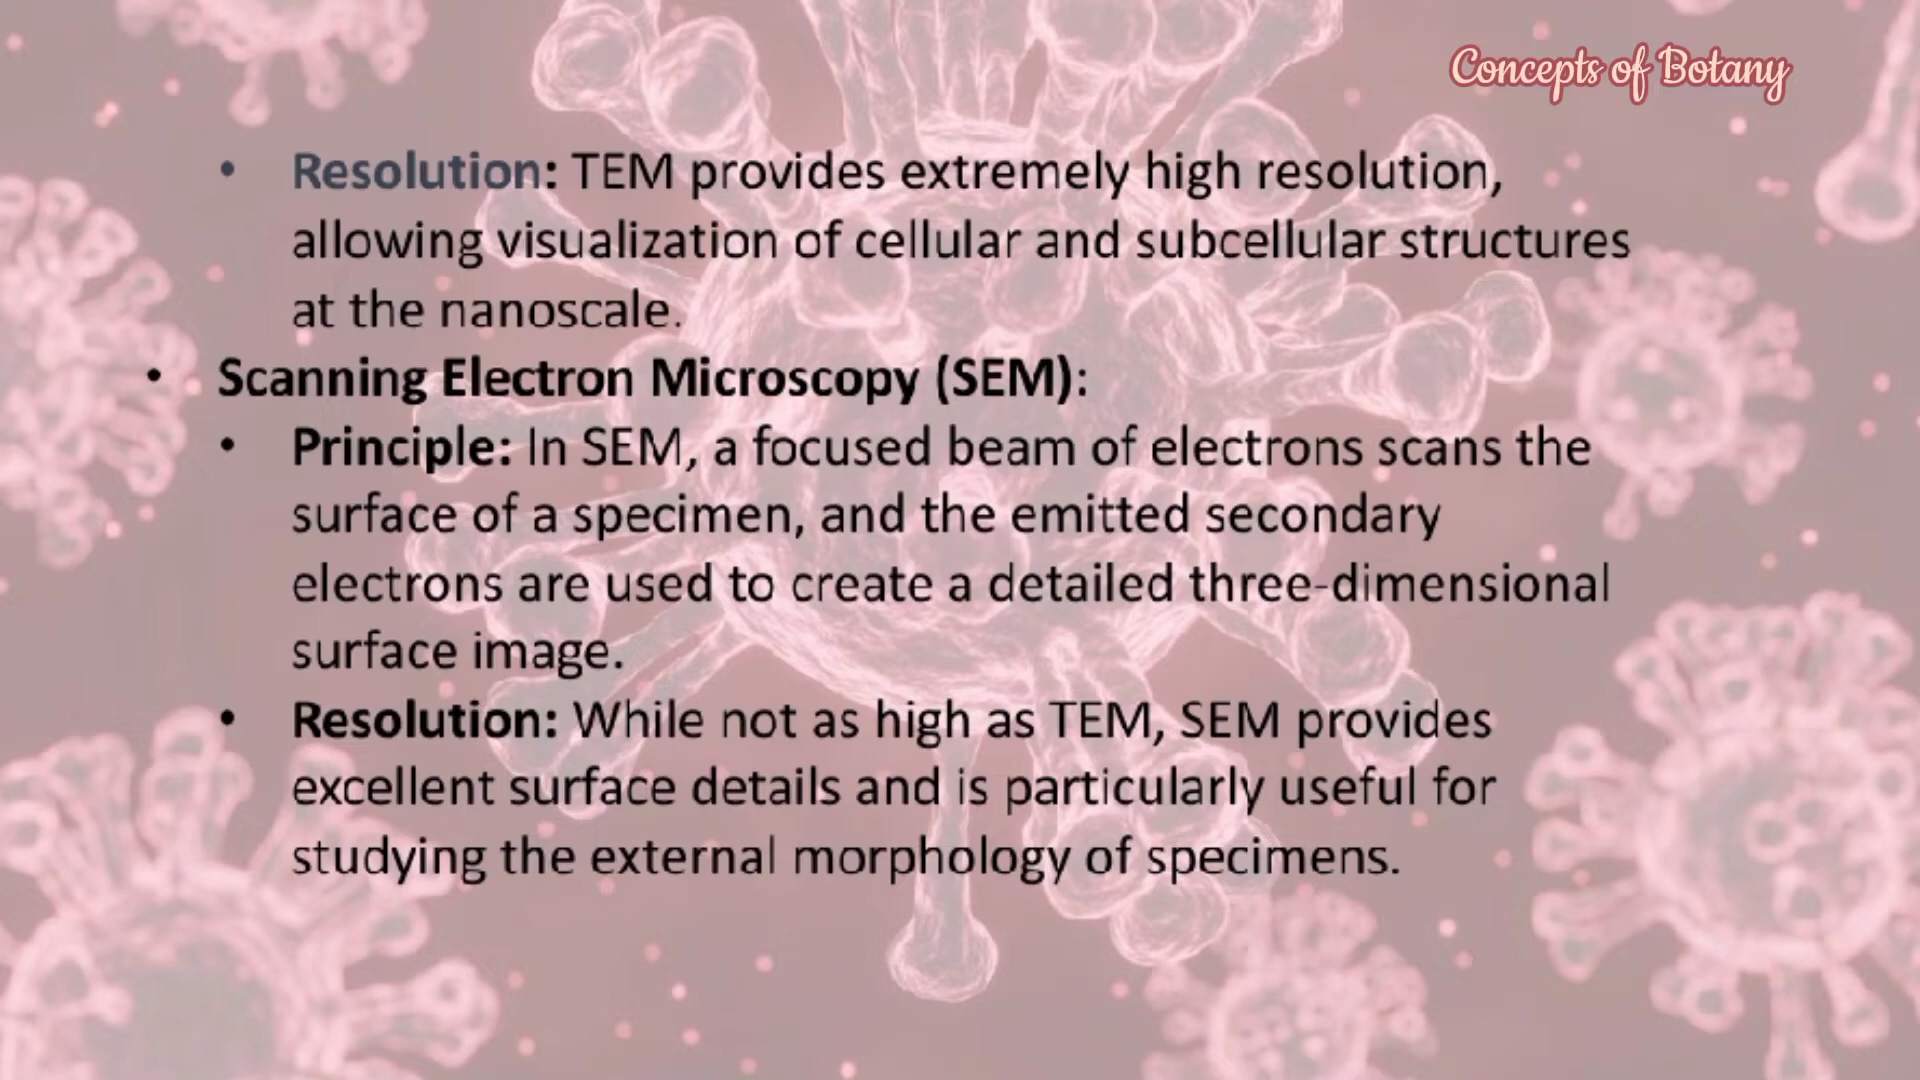 Concepts of Botany
• Resolution: TEM provides extremely high resolution,
allowing visualization of cellular and subcellular structures
at the nanoscale.
• Scanning Electron Microscopy (SEM):
• Principle: In SEM, a focused beam of electrons scans the
surface of a specimen, and the emitted secondary
electrons are used to create a detailed three-dimensional
surface image.
• Resolution: While not as high as TEM, SEM provides
excellent surface details and is particularly useful for
studying the external morphology of specimens.